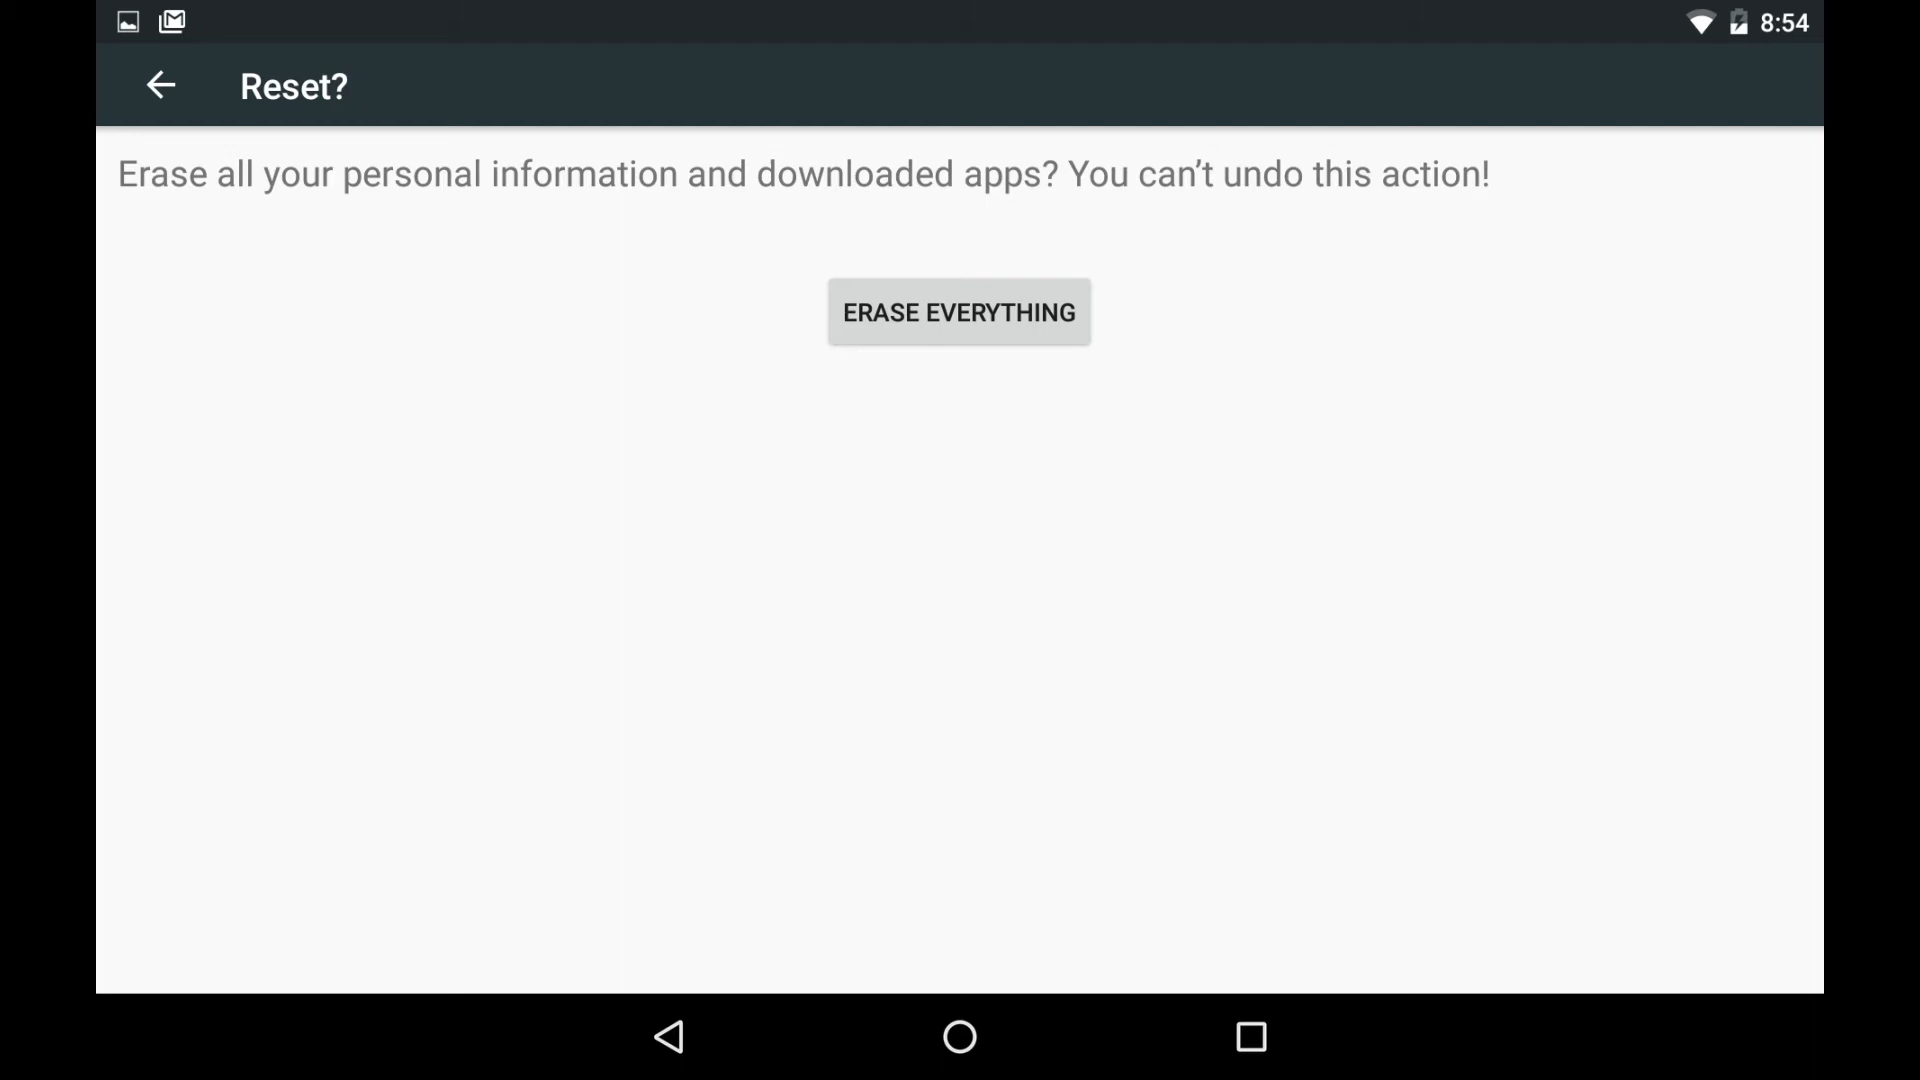 8:54
Reset?
Erase all your personal information and downloaded apps? You can’t undo this action!
ERASE EVERYTHING